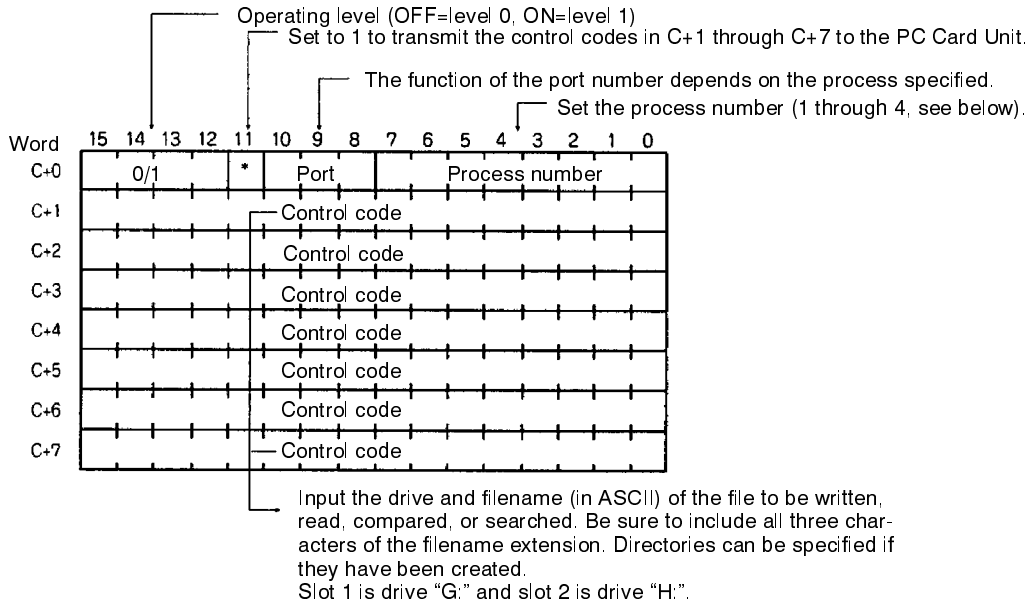 Operating level (OFF=level 0, ON=level 1)
Set to 1 to transmit the control codes in C+1 through C+7 to the PC Card Unit.
The function of the port number depends on the process specified.
Set the process number (1 through 4, see below).
Word 15 14 13 12 11 10 9 8 7 6 5 4 3 2 1 0
C+0 0/1 * Port Process number
C+1 Control code
C+2 Control code
C+3 Control code
C+4 Control code
C+5 Control code
C+6 Control code
C+7 Control code
Input the drive and filename (in ASCII) of the file to be written,
read, compared, or searched. Be sure to include all three char-
acters of the filename extension. Directories can be specified if
they have been created.
Slot 1 is drive “G:” and slot 2 is drive “H:”.